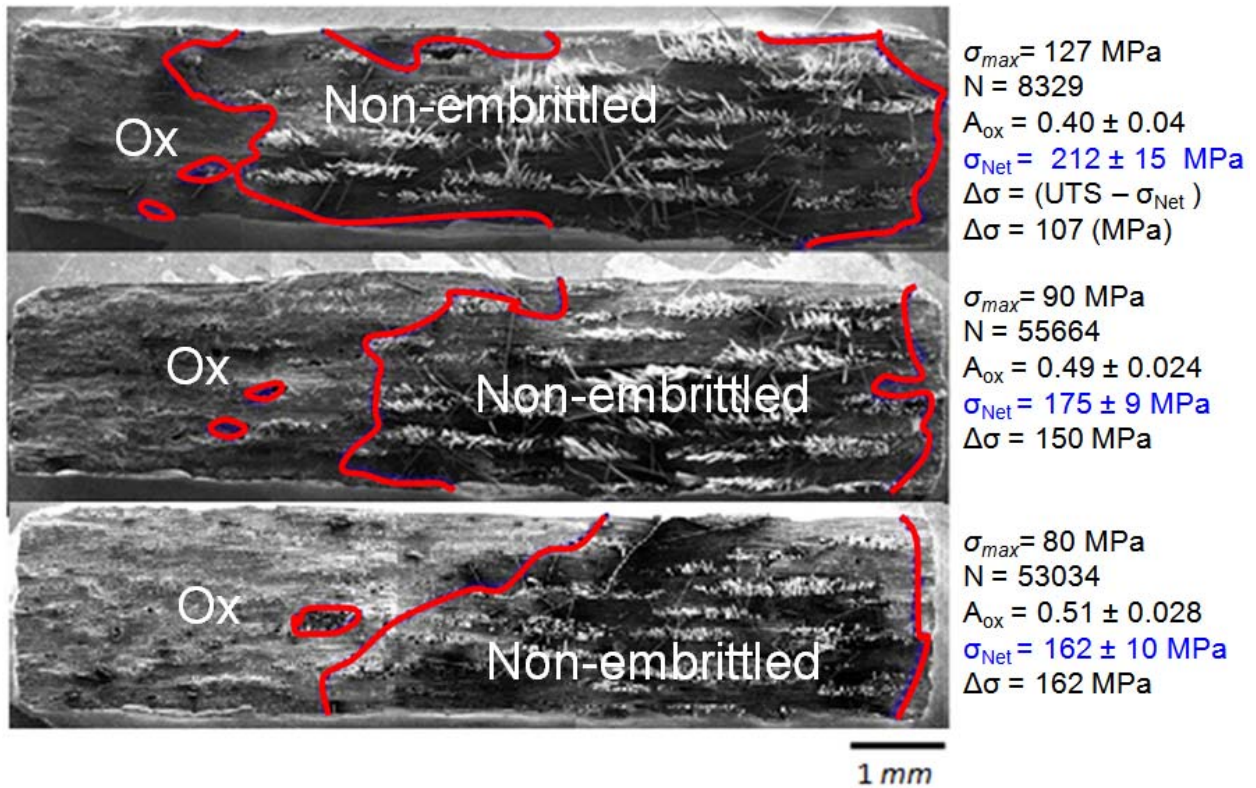 Ox
Non-embrittled
σmax= 127 MPa
N = 8329
Aox = 0.40 ± 0.04
σNet = 212 ± 15 MPa
Δσ = (UTS – σNet )
Δσ = 107 (MPa)
Ox
Non-embrittled
σmax= 90 MPa
N = 55664
Aox = 0.49 ± 0.024
σNet = 175 ± 9 MPa
Δσ = 150 MPa
Ox
Non-embrittled
σmax= 80 MPa
N = 53034
Aox = 0.51 ± 0.028
σNet = 162 ± 10 MPa
Δσ = 162 MPa
1 mm